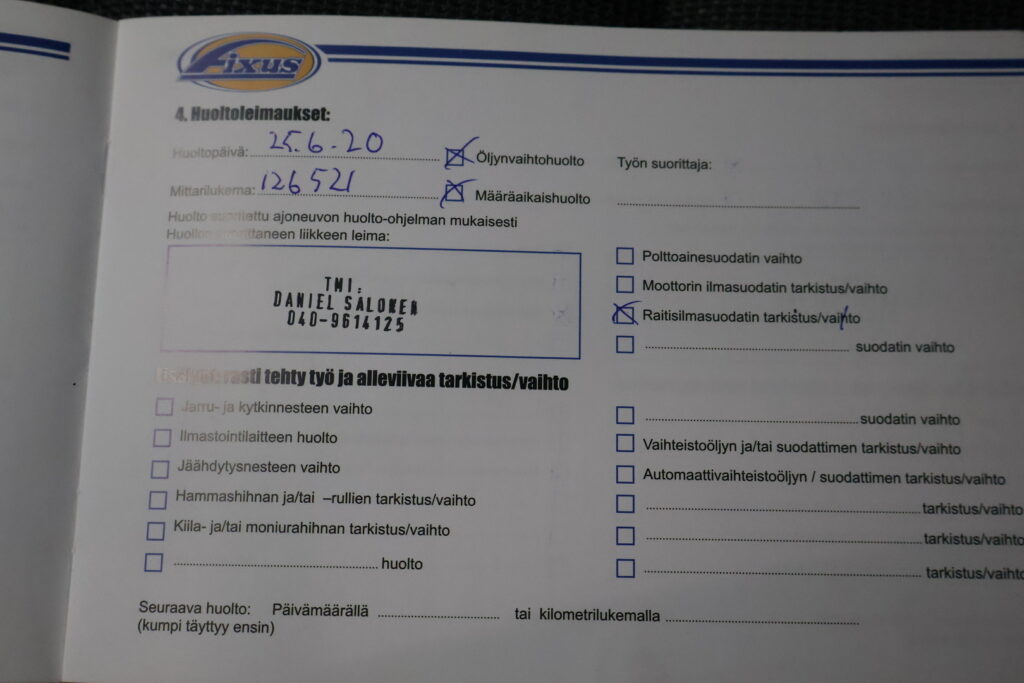 Fixus
4. Huoltoleimaukset:
Huoltopäivä: 25.6.20
Öljynvaihtohuolto
Työn suorittaja:
Mittarilukema: 126521
Määräaikaishuolto
Huolto suoritettu ajoneuvon huolto-ohjelman mukaisesti
Huollon suorittaneen liikkeen leima:
TMI.
DANIEL SALOKEN
040-9614125
Polttoainesuodatin vaihto
Moottorin ilmasuodatin tarkistus/vaihto
Raitisilmasuodatin tarkistus/vaihto
suodatin vaihto
rasti tehty työ ja alleviivaa tarkistus/vaihto
Jarru- ja kytkinnesteen vaihto
Ilmastointilaitteen huolto
Jäähdytysnesteen vaihto
Hammashihnan ja/tai –rullien tarkistus/vaihto
Kiila- ja/tai moniurahihnan tarkistus/vaihto
huolto
suodatin vaihto
Vaihteistoöljyn ja/tai suodattimen tarkistus/vaihto
Automaattivaihteistoöljyn / suodattimen tarkistus/vaihto
tarkistus/vaihto
tarkistus/vaihto
tarkistus/vaihto
Seuraava huolto: Päivämäärällä tai kilometrilukemalla
(kumpi täyttyy ensin)